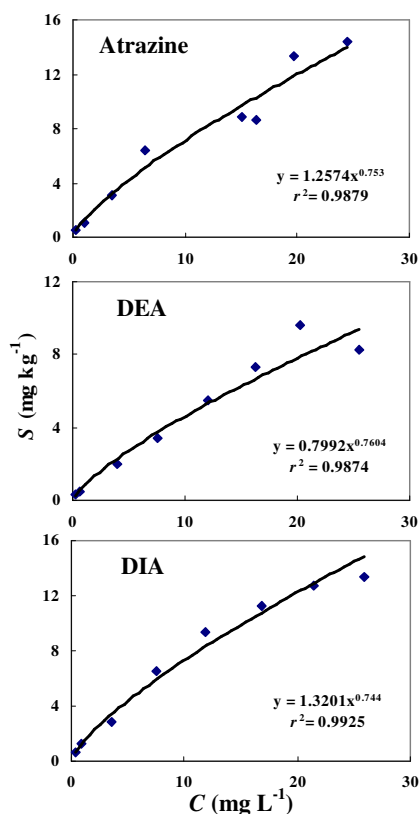 16
Atrazine
12
8
4
y = 1.2574x^0.753
r² = 0.9879
0
0 10 20 30
12
DEA
8
S (mg kg⁻¹)
4
y = 0.7992x^0.7604
r² = 0.9874
0
0 10 20 30
16
DIA
12
8
4
y = 1.3201x^0.744
r² = 0.9925
0
0 10 20 30
C (mg L⁻¹)